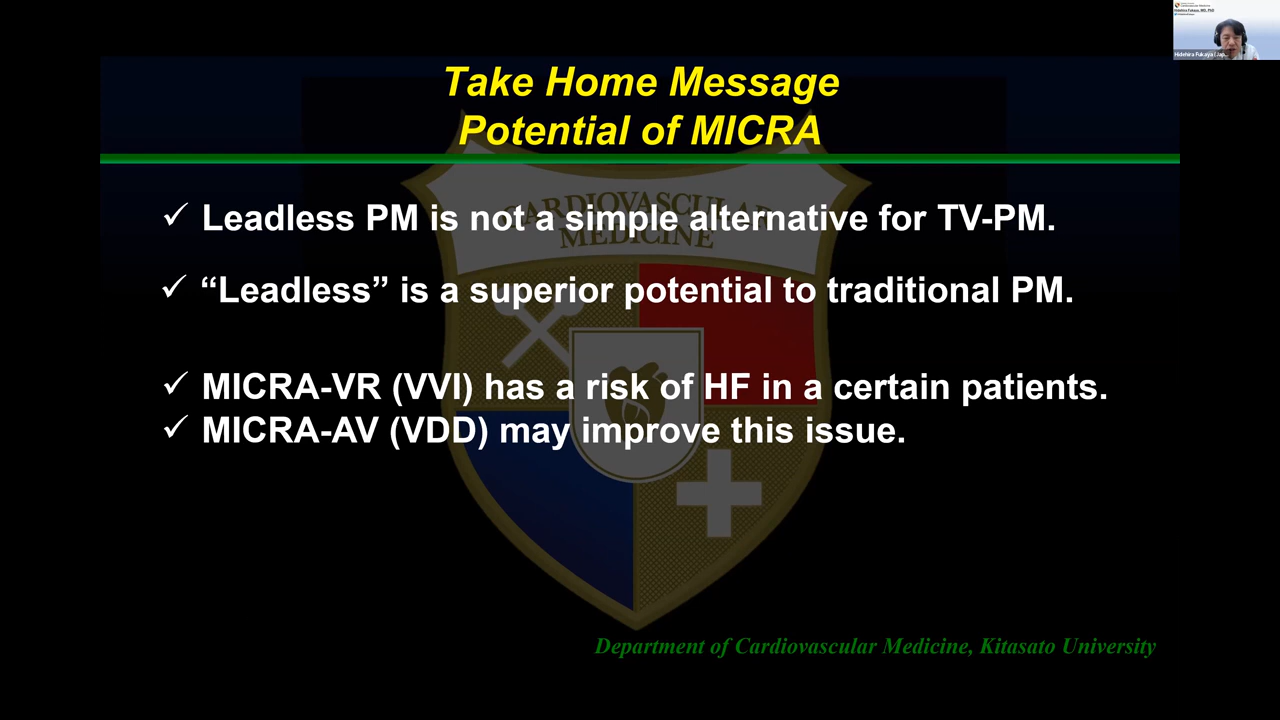 Take Home Message
Potential of MICRA
CARDIOVASCULAR
MEDICINE
✓ Leadless PM is not a simple alternative for TV-PM.
✓ “Leadless” is a superior potential to traditional PM.
✓ MICRA-VR (VVI) has a risk of HF in a certain patients.
✓ MICRA-AV (VDD) may improve this issue.
Department of Cardiovascular Medicine, Kitasato University
Hidehira Fukaya